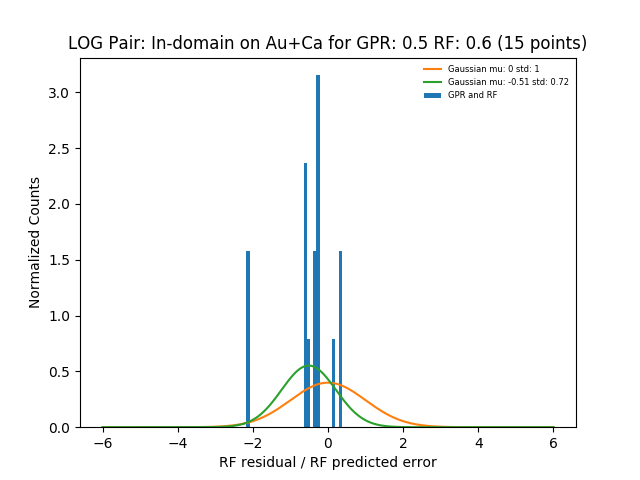 LOG Pair: In-domain on Au+Ca for GPR: 0.5 RF: 0.6 (15 points)
Gaussian mu: 0 std: 1
Gaussian mu: -0.51 std: 0.72
GPR and RF
Normalized Counts
3.0
2.5
2.0
1.5
1.0
0.5
0.0
−6
−4
−2
0
2
4
6
RF residual / RF predicted error